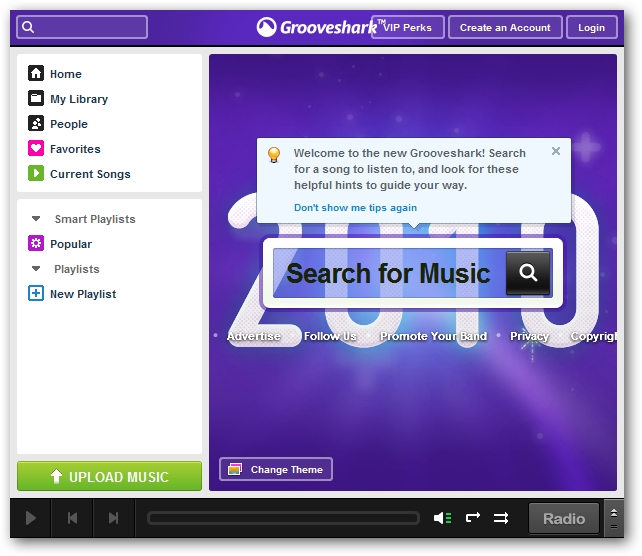 Grooveshark™
VIP Perks
Create an Account
Login
Home
My Library
People
Favorites
Current Songs
Smart Playlists
Popular
Playlists
New Playlist
UPLOAD MUSIC
Welcome to the new Grooveshark! Search
for a song to listen to, and look for these
helpful hints to guide your way.
Don't show me tips again
2010
Search for Music
• Advertise • Follow Us • Promote Your Band • Privacy • Copyrigh
Change Theme
Radio